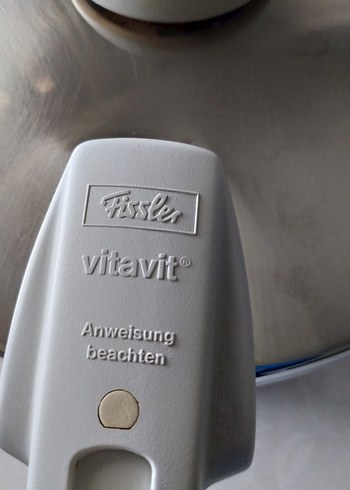 Fissler
vitavit®
Anweisung
beachten